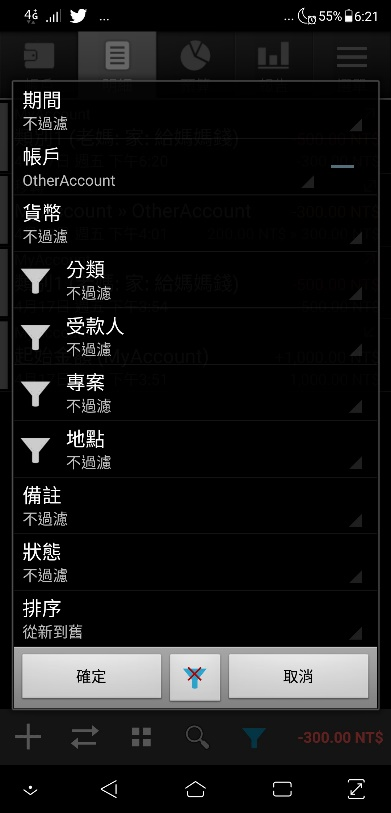 4G ... ... 55% 6:21
期間
不過濾
帳戶
OtherAccount
貨幣
不過濾
分類
不過濾
受款人
不過濾
專案
不過濾
地點
不過濾
備註
不過濾
狀態
不過濾
排序
從新到舊
確定 取消
-300.00 NT$